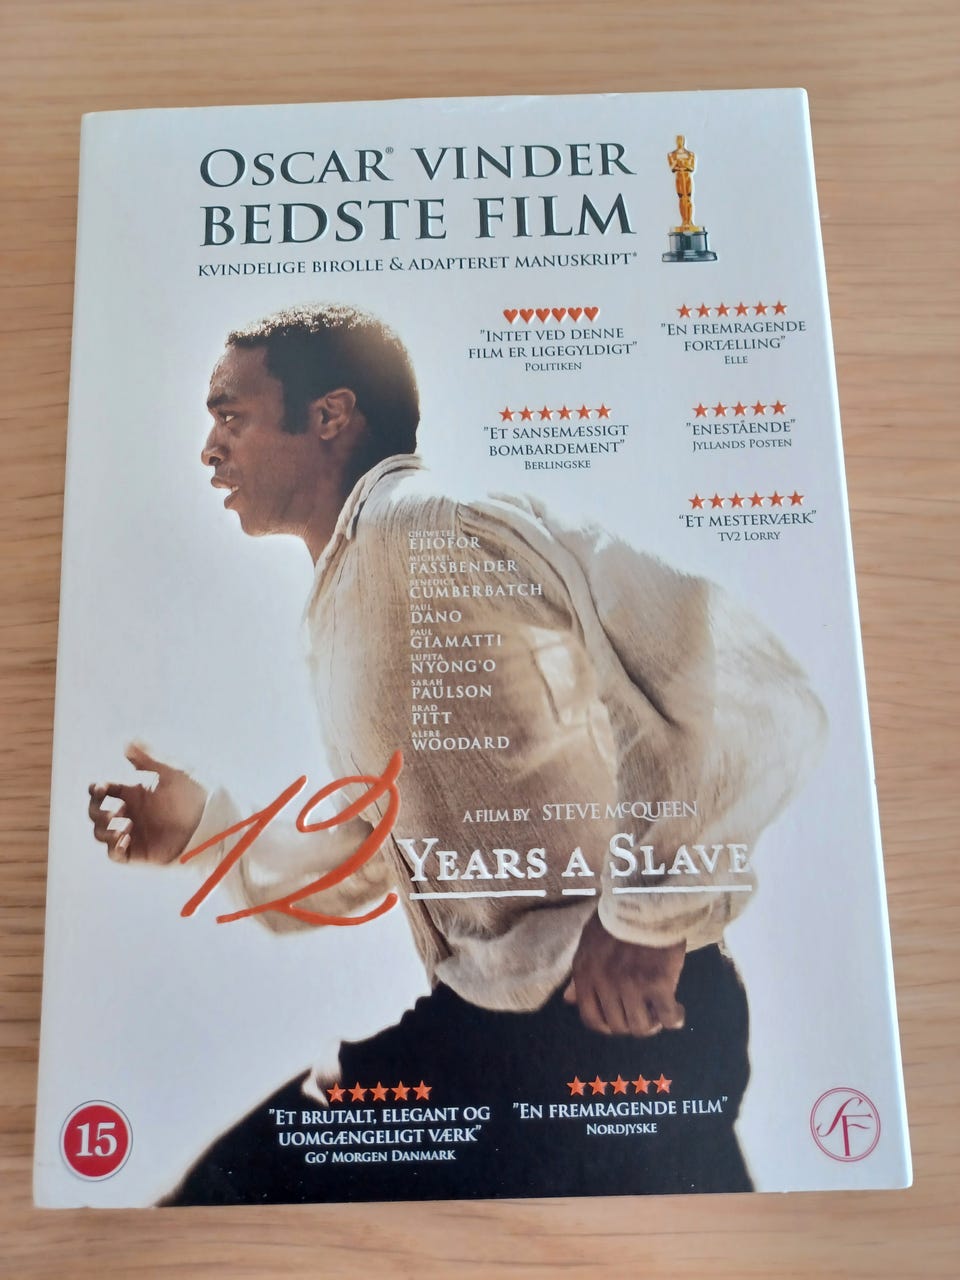 OSCAR® VINDER
BEDSTE FILM
KVINDELIGE BIROLLE & ADAPTERET MANUSKRIPT*
"INTET VED DENNE
FILM ER LIGEGYLDIGT"
POLITIKEN
"EN FREMRAGENDE
FORTÆLLING"
ELLE
"ET SANSEMÆSSIGT
BOMBARDEMENT"
BERLINGSKE
"ENESTÅENDE"
JYLLANDS POSTEN
"ET MESTERVÆRK"
TV2 LORRY
CHIWETEL
EJIOFOR
MICHAEL
FASSBENDER
BENEDICT
CUMBERBATCH
PAUL
DANO
PAUL
GIAMATTI
LUPITA
NYONG'O
SARAH
PAULSON
BRAD
PITT
ALFRE
WOODARD
A FILM BY STEVE McQUEEN
12 YEARS A SLAVE
"ET BRUTALT, ELEGANT OG
UOMGÆNGELIGT VÆRK"
GO' MORGEN DANMARK
"EN FREMRAGENDE FILM"
NORDJYSKE
15
SF